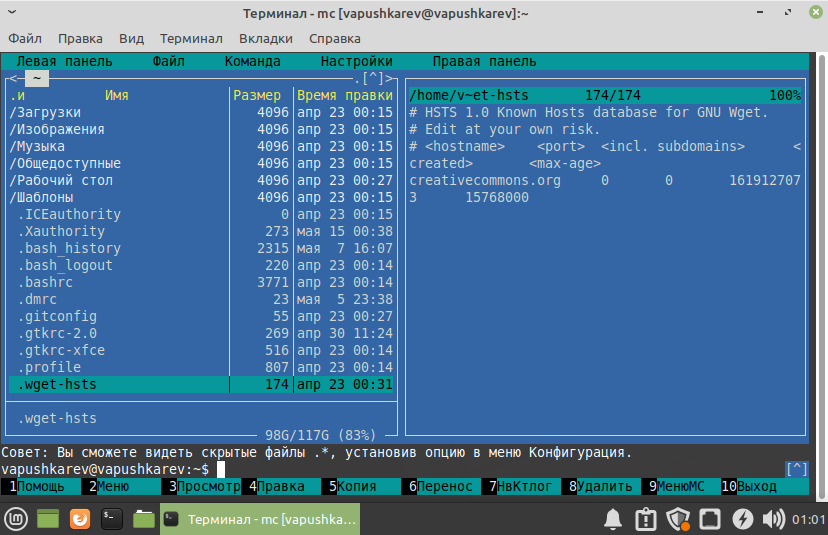 Терминал - mc [vapushkarev@vapushkarev]:~
Файл Правка Вид Терминал Вкладки Справка
Левая панель Файл Команда Настройки Правая панель
<─ ~ .[^]>
.и Имя Размер Время правки
/Загрузки 4096 апр 23 00:15
/Изображения 4096 апр 23 00:15
/Музыка 4096 апр 23 00:15
/Общедоступные 4096 апр 23 00:15
/Рабочий стол 4096 апр 23 00:27
/Шаблоны 4096 апр 23 00:15
.ICEauthority 0 апр 23 00:15
.Xauthority 273 мая 15 00:38
.bash_history 2315 мая 7 16:07
.bash_logout 220 апр 23 00:14
.bashrc 3771 апр 23 00:14
.dmrc 23 мая 5 23:38
.gitconfig 55 апр 23 00:27
.gtkrc-2.0 269 апр 30 11:24
.gtkrc-xfce 516 апр 23 00:14
.profile 807 апр 23 00:14
.wget-hsts 174 апр 23 00:31
.wget-hsts
98G/117G (83%)
/home/v~et-hsts 174/174 100%
# HSTS 1.0 Known Hosts database for GNU Wget.
# Edit at your own risk.
# <hostname> <port> <incl. subdomains> <
created> <max-age>
creativecommons.org 0 0 161912707
3 15768000
Совет: Вы сможете видеть скрытые файлы .*, установив опцию в меню Конфигурация.
vapushkarev@vapushkarev:~$ [^]
1Помощь 2Меню 3Просмотр 4Правка 5Копия 6Перенос 7НвКтлог 8Удалить 9МенюMC 10Выход
Терминал - mc [vapushka... 01:01